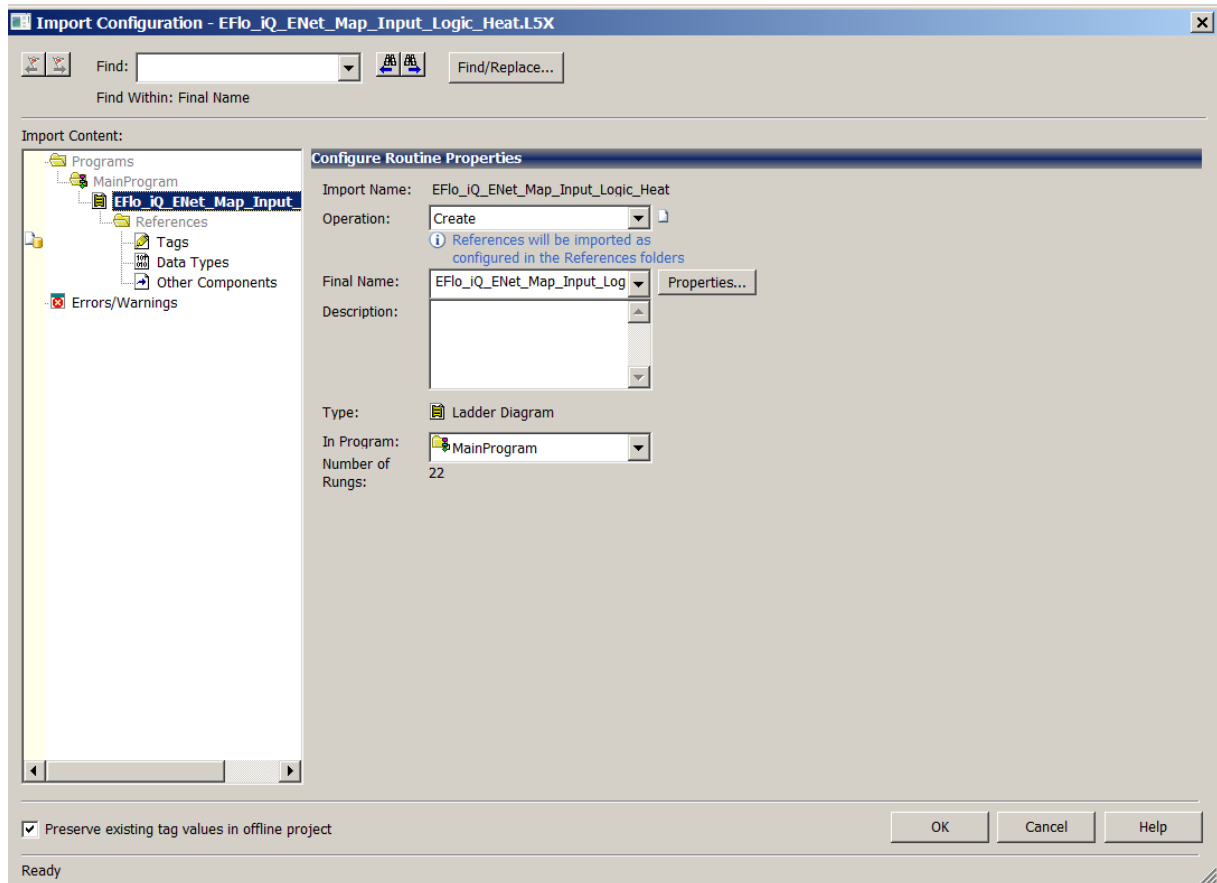 Import Configuration - EFlo_iQ_ENet_Map_Input_Logic_Heat.L5X
Find:
Find/Replace...
Find Within: Final Name
Import Content:
Programs
MainProgram
EFlo_iQ_ENet_Map_Input_
References
Tags
Data Types
Other Components
Errors/Warnings
Configure Routine Properties
Import Name: EFlo_iQ_ENet_Map_Input_Logic_Heat
Operation: Create
References will be imported as
configured in the References folders
Final Name: EFlo_iQ_ENet_Map_Input_Log Properties...
Description:
Type: Ladder Diagram
In Program: MainProgram
Number of
Rungs: 22
Preserve existing tag values in offline project
OK Cancel Help
Ready